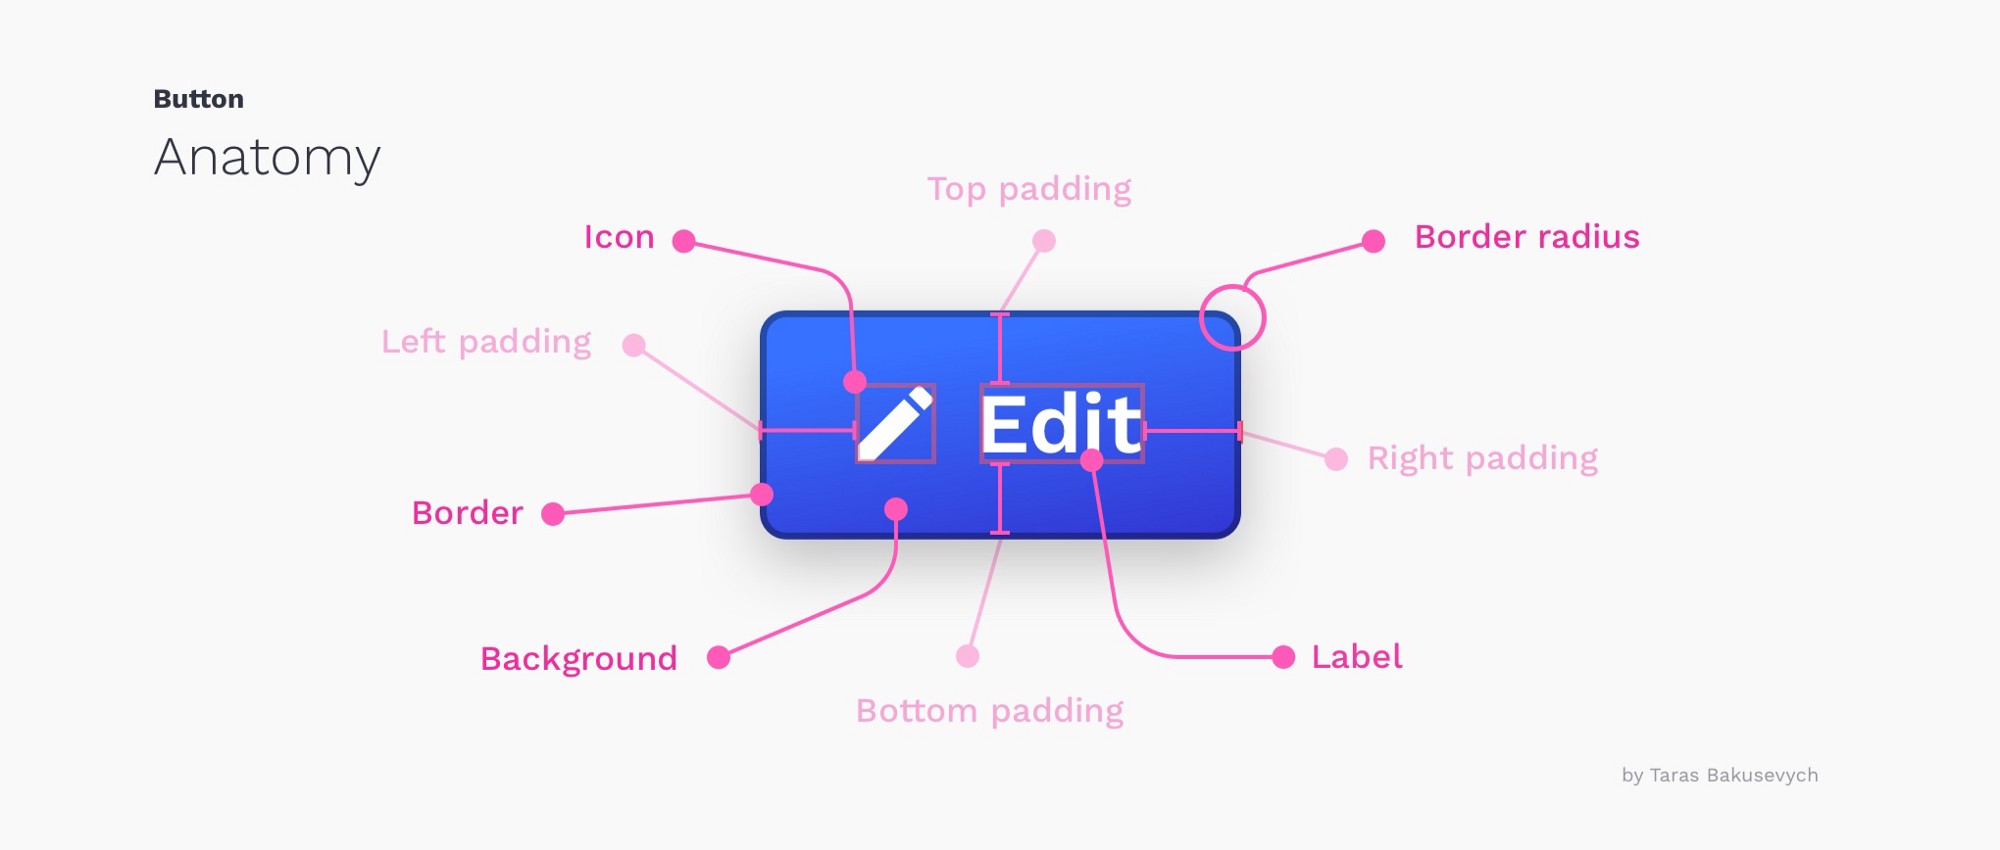 Button
Anatomy
Top padding
Icon
Border radius
Left padding
Edit
Right padding
Border
Background
Label
Bottom padding
by Taras Bakusevych